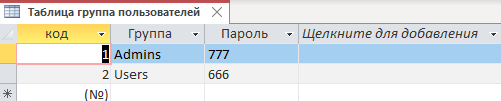 Таблица группа пользователей ×
код Группа Пароль Щелкните для добавления
1 Admins 777
2 Users 666
* (№)